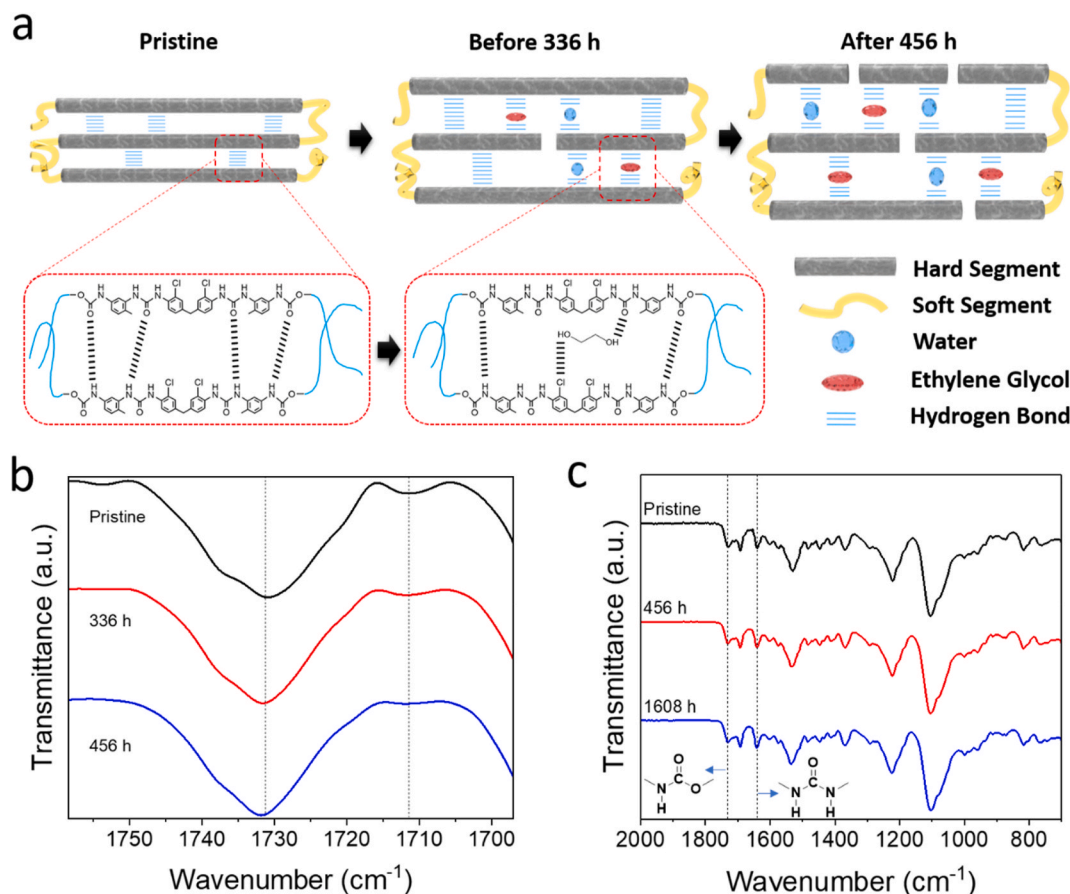 a
Pristine
Before 336 h
After 456 h
Hard Segment
Soft Segment
Water
Ethylene Glycol
Hydrogen Bond
HO
OH
b
Pristine
336 h
456 h
Transmittance (a.u.)
1750 1740 1730 1720 1710 1700
Wavenumber (cm⁻¹)
c
Pristine
456 h
1608 h
Transmittance (a.u.)
2000 1800 1600 1400 1200 1000 800
Wavenumber (cm⁻¹)